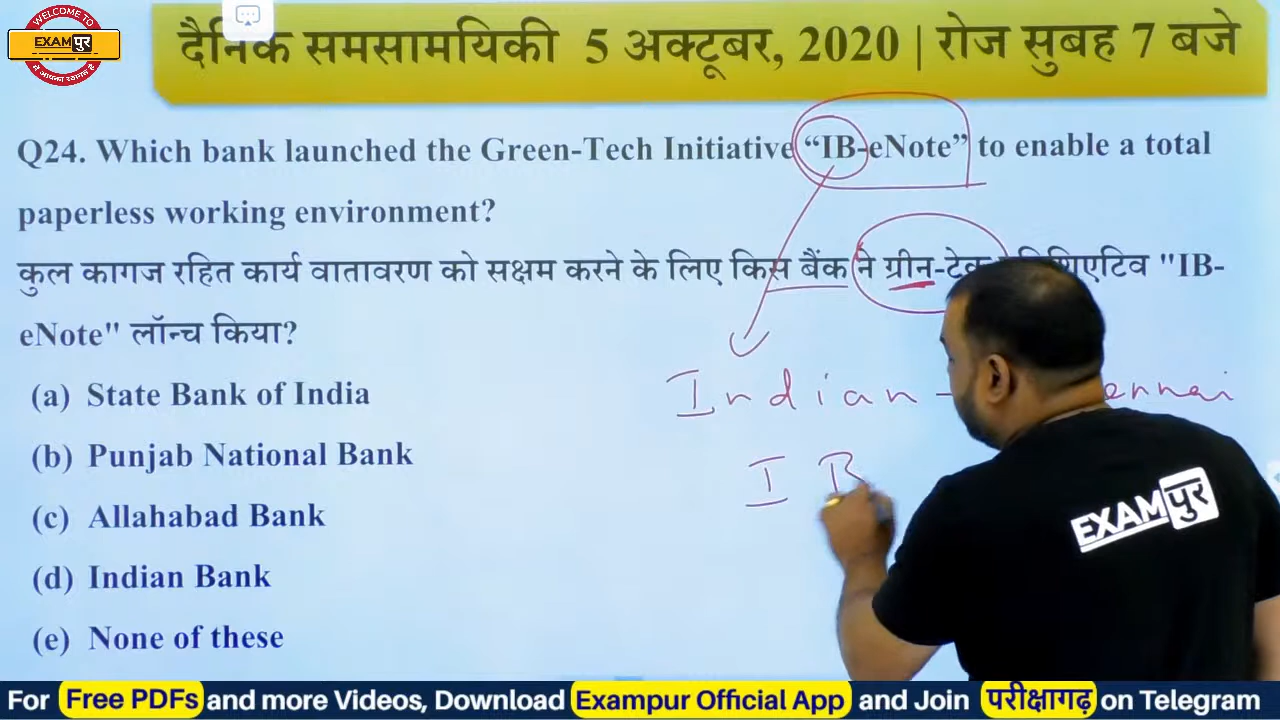 WELCOME TO
EXAMपुर
में आपका स्वागत है
दैनिक समसामयिकी 5 अक्टूबर, 2020 | रोज सुबह 7 बजे
Q24. Which bank launched the Green-Tech Initiative “IB-eNote” to enable a total
paperless working environment?
कुल कागज रहित कार्य वातावरण को सक्षम करने के लिए किस बैंक ने ग्रीन-टेक "IB-
eNote" लॉन्च किया?
(a) State Bank of India
Indian -
(b) Punjab National Bank
I B
(c) Allahabad Bank
(d) Indian Bank
(e) None of these
EXAMपुर
For Free PDFs and more Videos, Download Exampur Official App and Join परीक्षागढ़ on Telegram